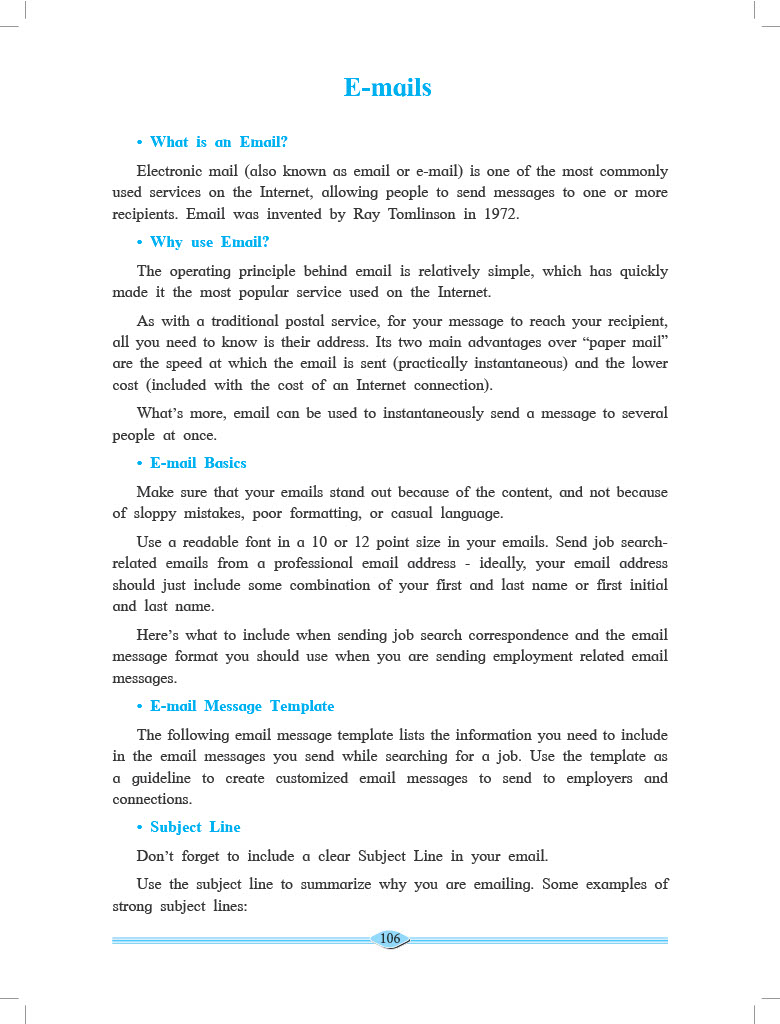 E-mails
• What is an Email?
Electronic mail (also known as email or e-mail) is one of the most commonly
used services on the Internet, allowing people to send messages to one or more
recipients. Email was invented by Ray Tomlinson in 1972.
• Why use Email?
The operating principle behind email is relatively simple, which has quickly
made it the most popular service used on the Internet.
As with a traditional postal service, for your message to reach your recipient,
all you need to know is their address. Its two main advantages over “paper mail”
are the speed at which the email is sent (practically instantaneous) and the lower
cost (included with the cost of an Internet connection).
What’s more, email can be used to instantaneously send a message to several
people at once.
• E-mail Basics
Make sure that your emails stand out because of the content, and not because
of sloppy mistakes, poor formatting, or casual language.
Use a readable font in a 10 or 12 point size in your emails. Send job search-
related emails from a professional email address - ideally, your email address
should just include some combination of your first and last name or first initial
and last name.
Here’s what to include when sending job search correspondence and the email
message format you should use when you are sending employment related email
messages.
• E-mail Message Template
The following email message template lists the information you need to include
in the email messages you send while searching for a job. Use the template as
a guideline to create customized email messages to send to employers and
connections.
• Subject Line
Don’t forget to include a clear Subject Line in your email.
Use the subject line to summarize why you are emailing. Some examples of
strong subject lines:
106